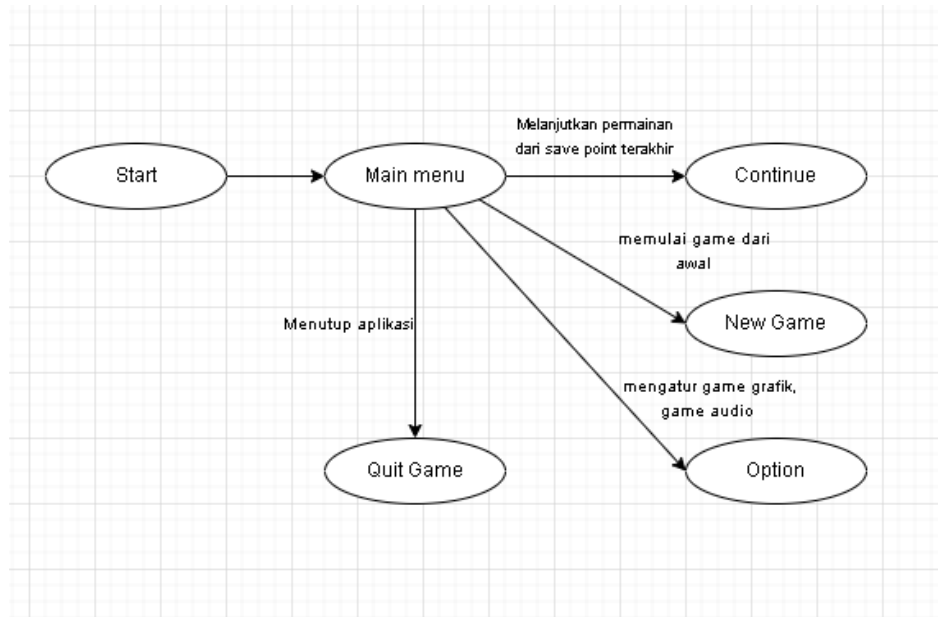 Start
Main menu
Melanjutkan permainan
dari save point terakhir
Continue
memulai game dari
awal
New Game
Menutup aplikasi
mengatur game grafik,
game audio
Quit Game
Option